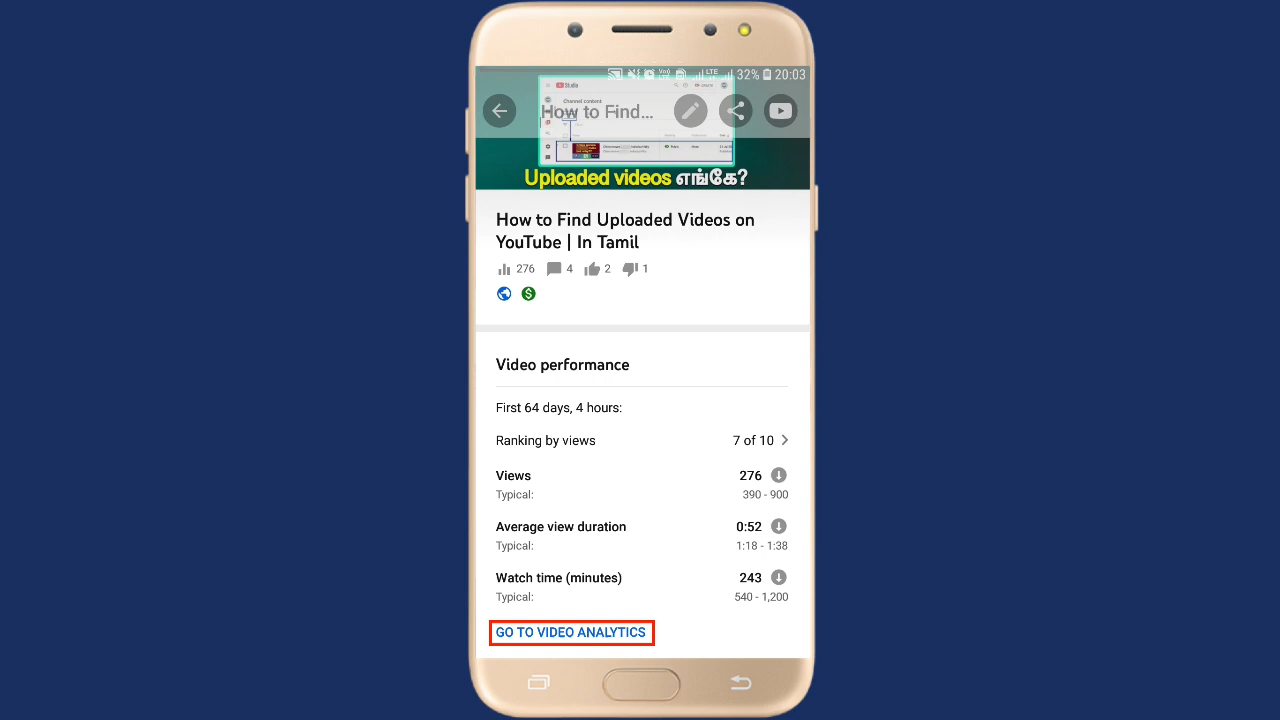 32% 20:03
Studio
Channel content
How to Find...
Uploaded videos எங்கே?
How to Find Uploaded Videos on
YouTube | In Tamil
276 4 2 1
Video performance
First 64 days, 4 hours:
Ranking by views 7 of 10
Views 276
Typical: 390 - 900
Average view duration 0:52
Typical: 1:18 - 1:38
Watch time (minutes) 243
Typical: 540 - 1,200
GO TO VIDEO ANALYTICS